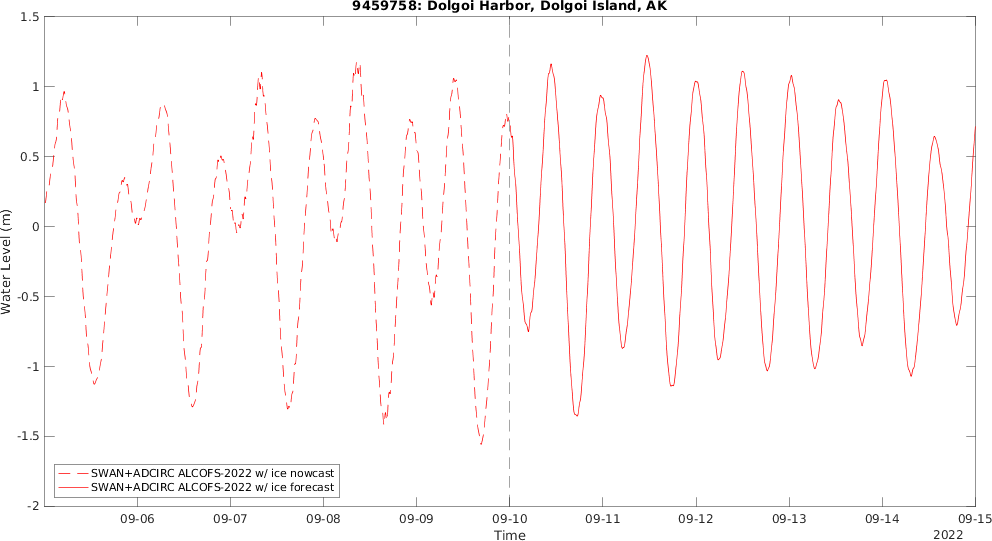 9459758: Dolgoi Harbor, Dolgoi Island, AK
1.5
1
0.5
0
-0.5
-1
-1.5
-2
Water Level (m)
SWAN+ADCIRC ALCOFS-2022 w/ ice nowcast
SWAN+ADCIRC ALCOFS-2022 w/ ice forecast
09-06 09-07 09-08 09-09 09-10 09-11 09-12 09-13 09-14 09-15
Time
2022